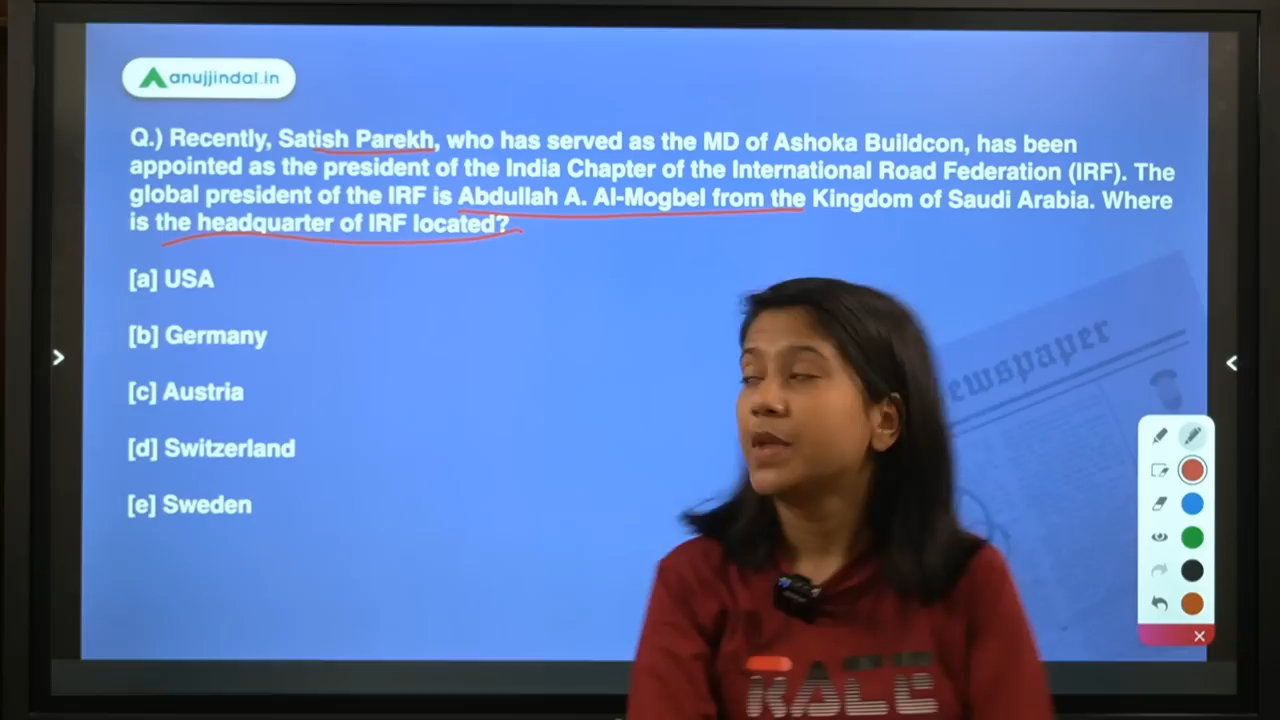 anujjindal.in
Q.) Recently, Satish Parekh, who has served as the MD of Ashoka Buildcon, has been
appointed as the president of the India Chapter of the International Road Federation (IRF). The
global president of the IRF is Abdullah A. Al-Mogbel from the Kingdom of Saudi Arabia. Where
is the headquarter of IRF located?
[a] USA
[b] Germany
[c] Austria
[d] Switzerland
[e] Sweden
ewspaper